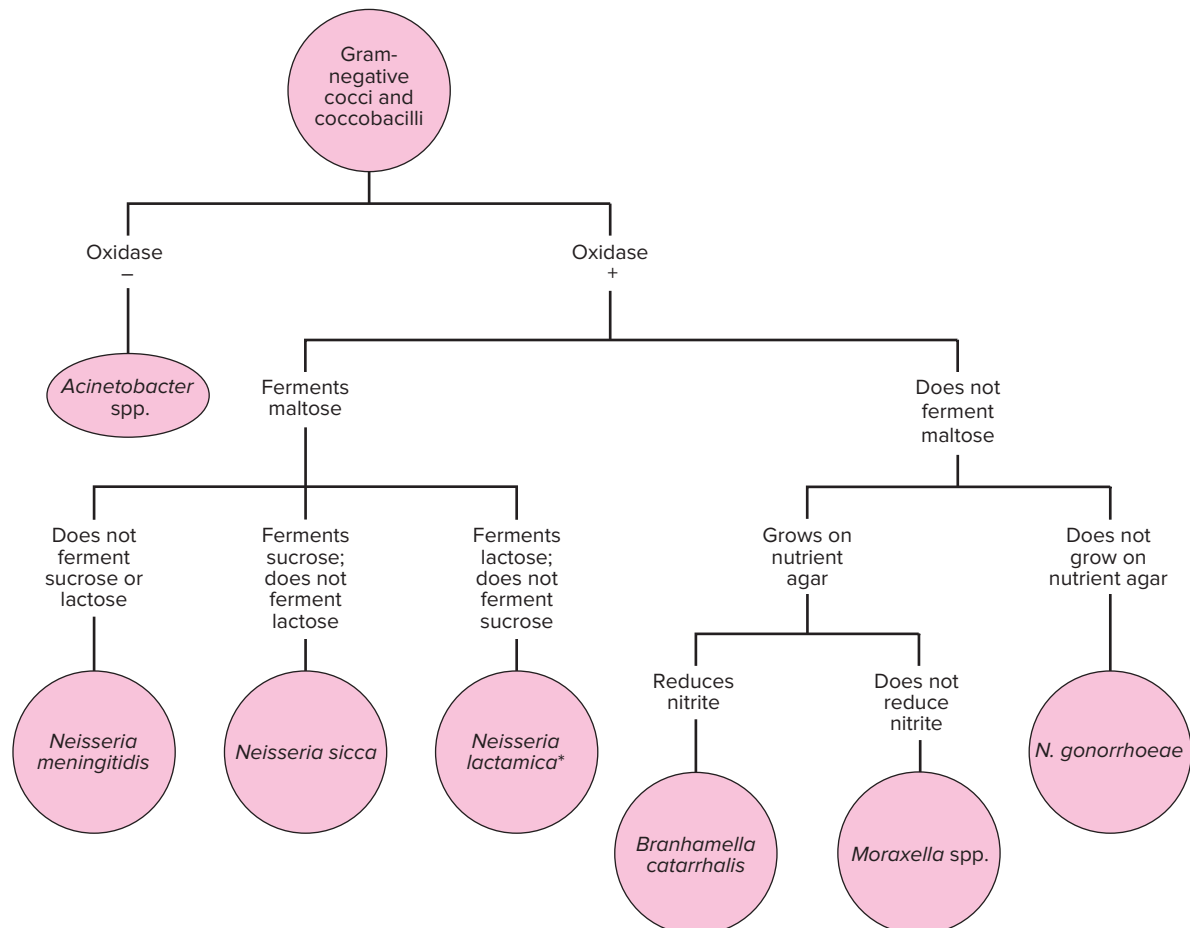 Gram-
negative
cocci and
coccobacilli
Oxidase
–
Oxidase
+
Acinetobacter
spp.
Ferments
maltose
Does not
ferment
maltose
Does not
ferment
sucrose or
lactose
Ferments
sucrose;
does not
ferment
lactose
Ferments
lactose;
does not
ferment
sucrose
Grows on
nutrient
agar
Does not
grow on
nutrient agar
Reduces
nitrite
Does not
reduce
nitrite
Neisseria
meningitidis
Neisseria sicca
Neisseria
lactamica*
Branhamella
catarrhalis
Moraxella spp.
N. gonorrhoeae